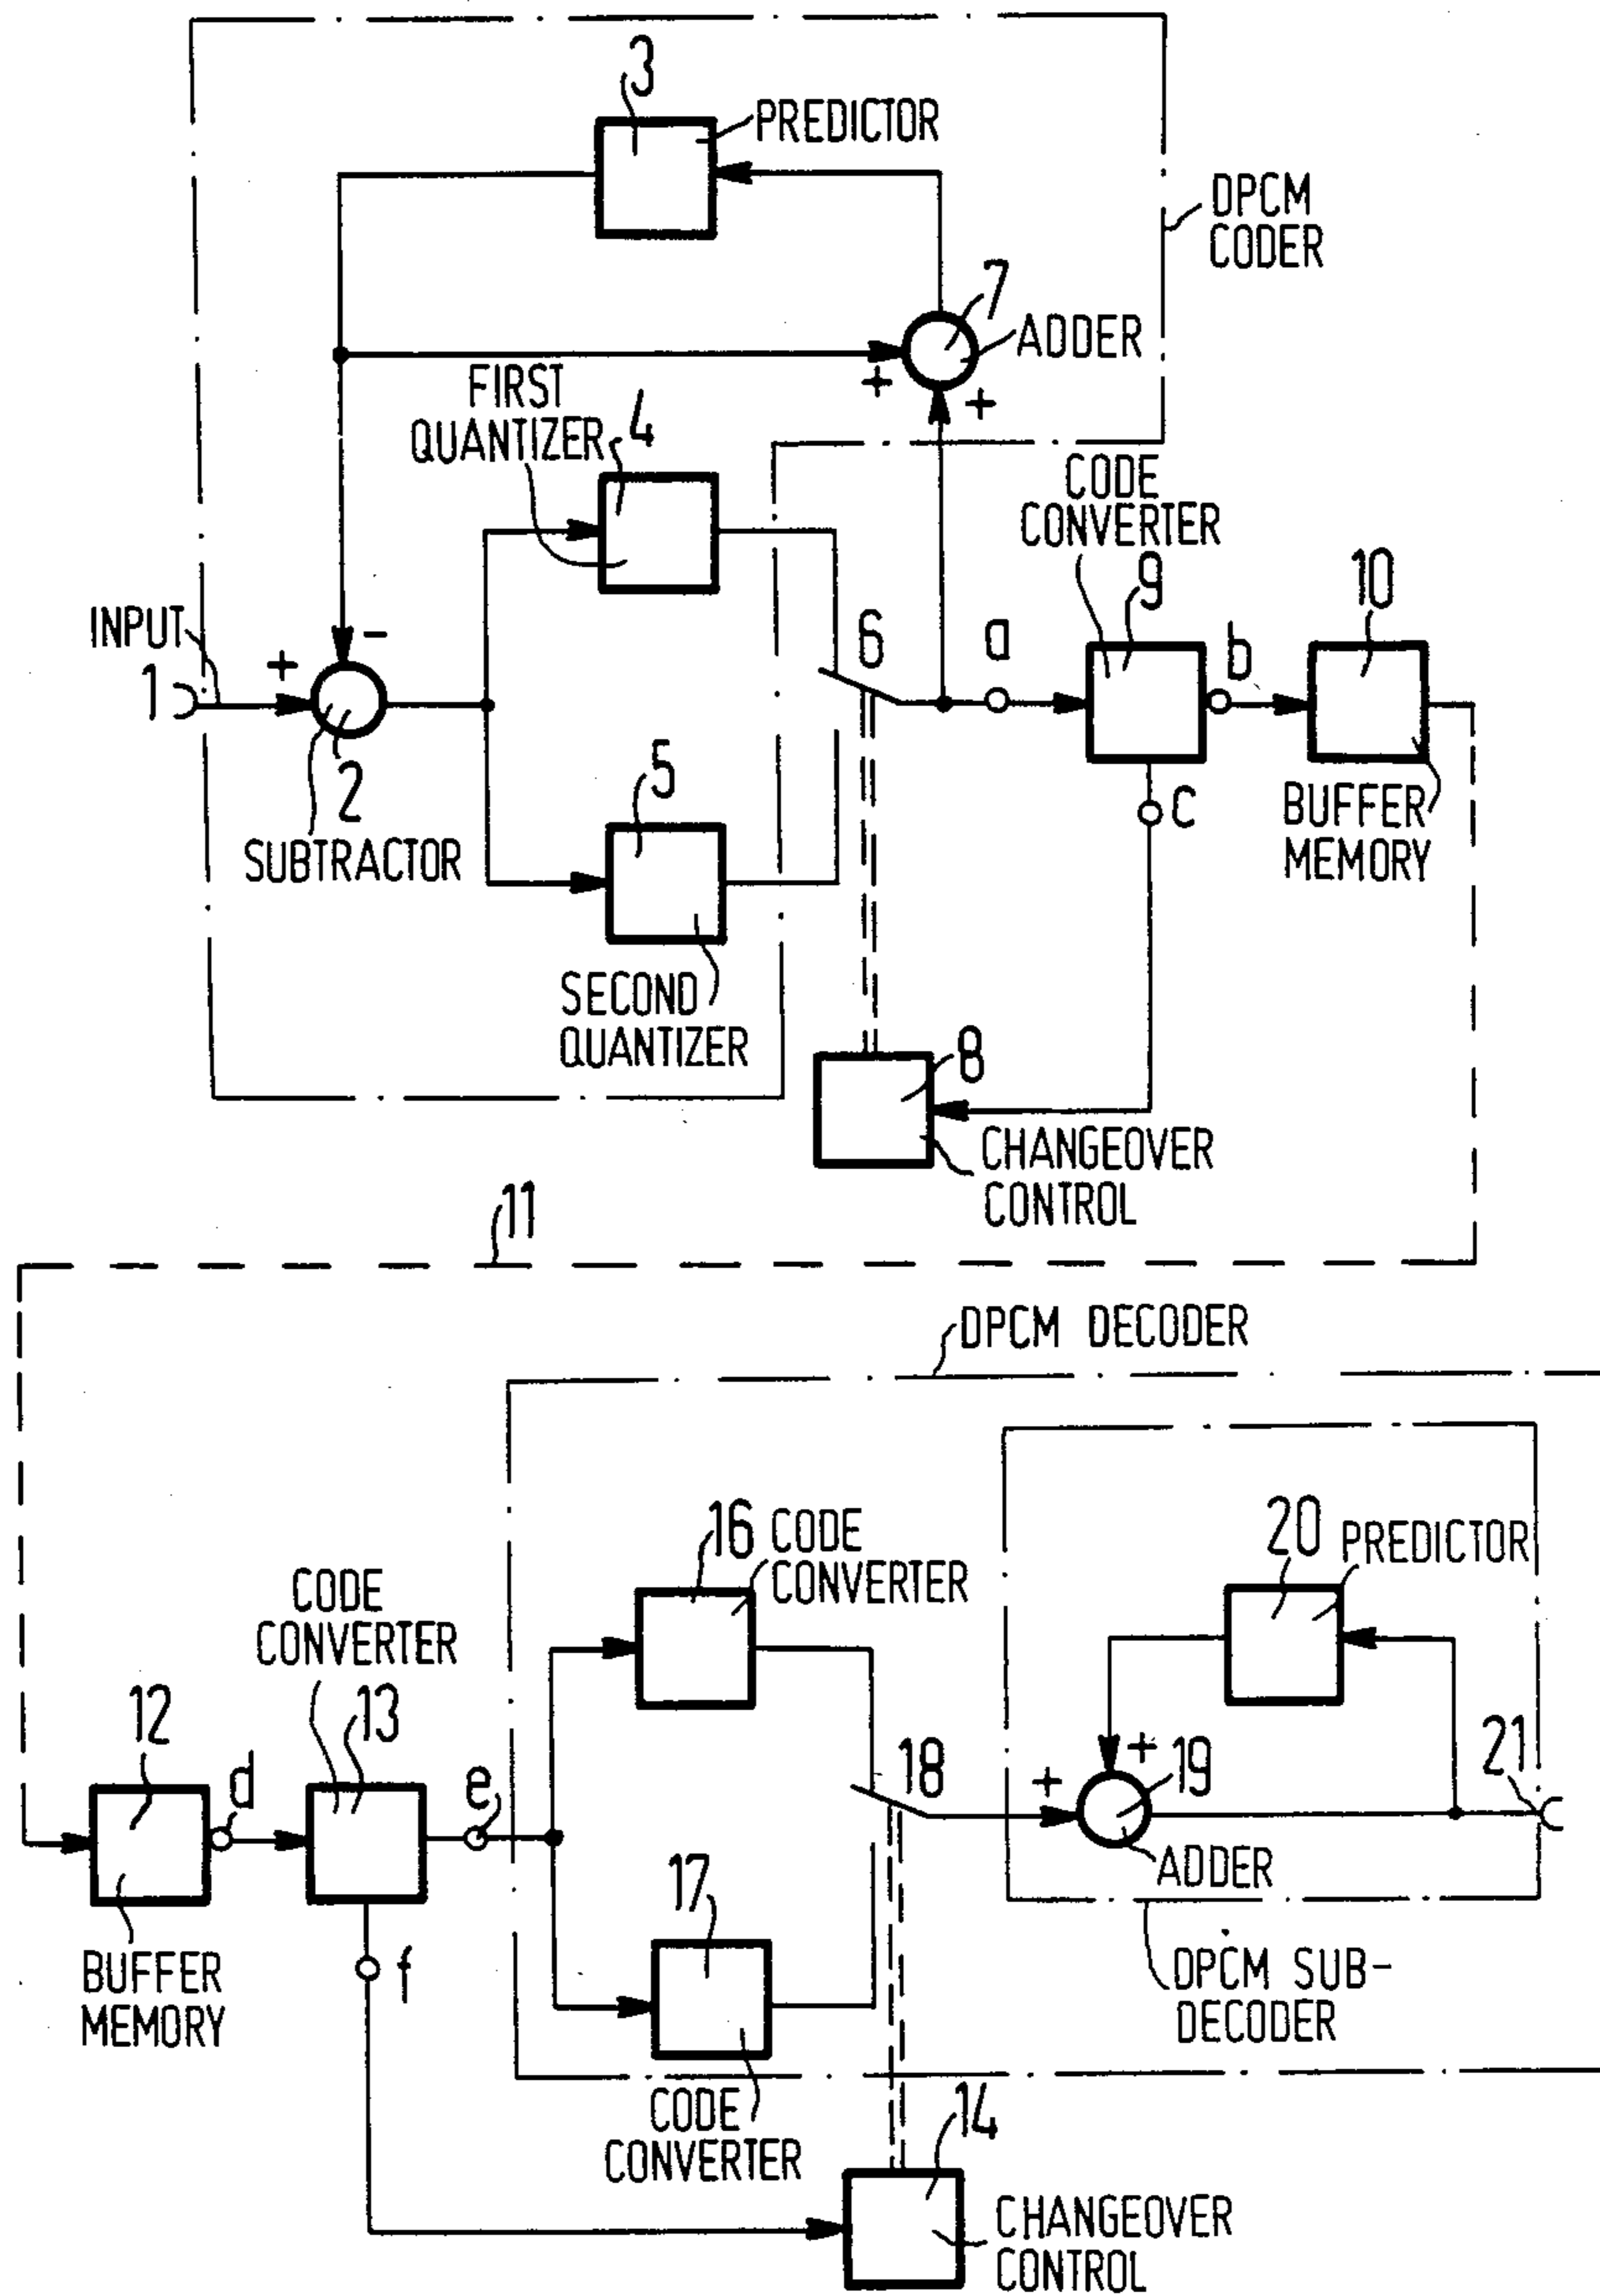 3
PREDICTOR
DPCM
CODER
7
ADDER
+
+
FIRST
QUANTIZER
4
CODE
CONVERTER
9
10
INPUT
1
+
-
2
SUBTRACTOR
6
a
b
c
BUFFER
MEMORY
5
SECOND
QUANTIZER
8
CHANGEOVER
CONTROL
11
DPCM DECODER
16
CODE
CONVERTER
20
PREDICTOR
CODE
CONVERTER
12
13
d
e
18
+
+
19
21
ADDER
17
BUFFER
MEMORY
f
DPCM SUB-
DECODER
CODE
CONVERTER
14
CHANGEOVER
CONTROL